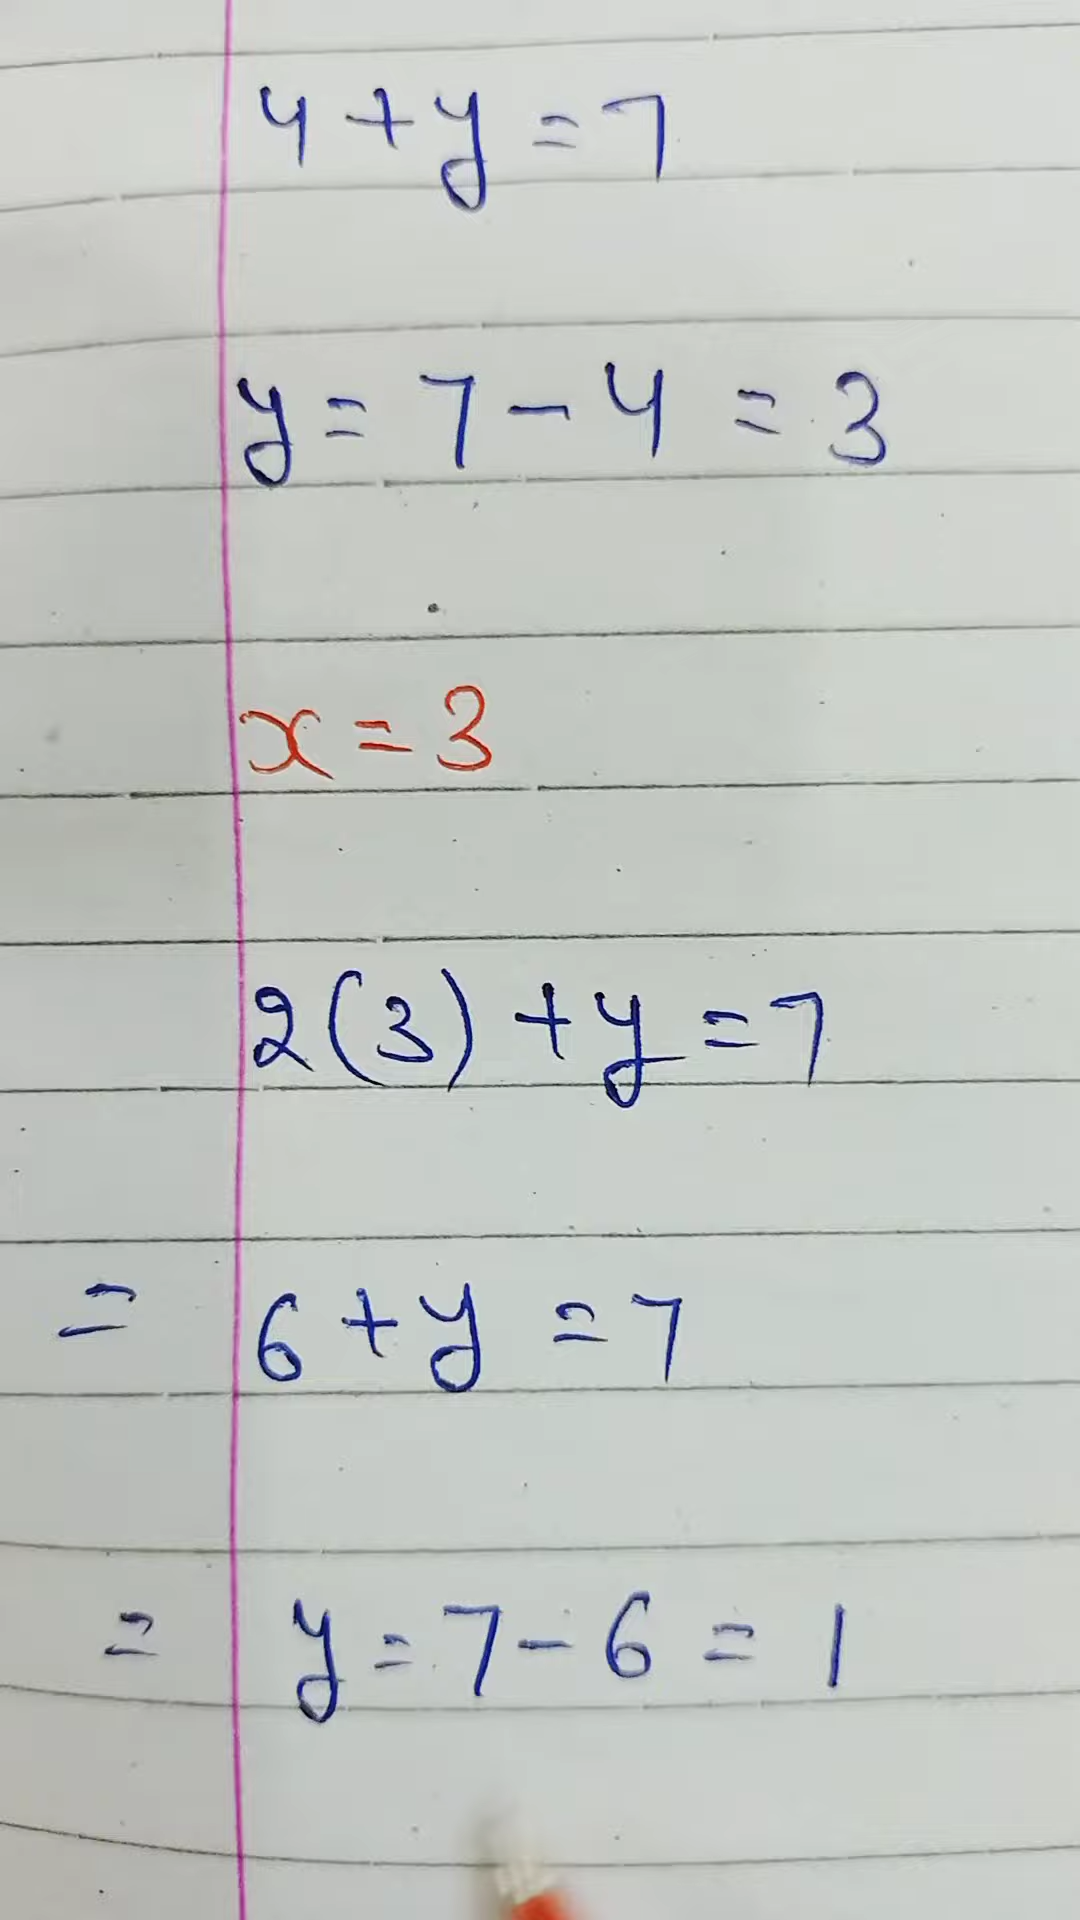 4 + y = 7
y = 7 - 4 = 3
x = 3
2 ( 3 ) + y = 7
= 6 + y = 7
= y = 7 - 6 = 1